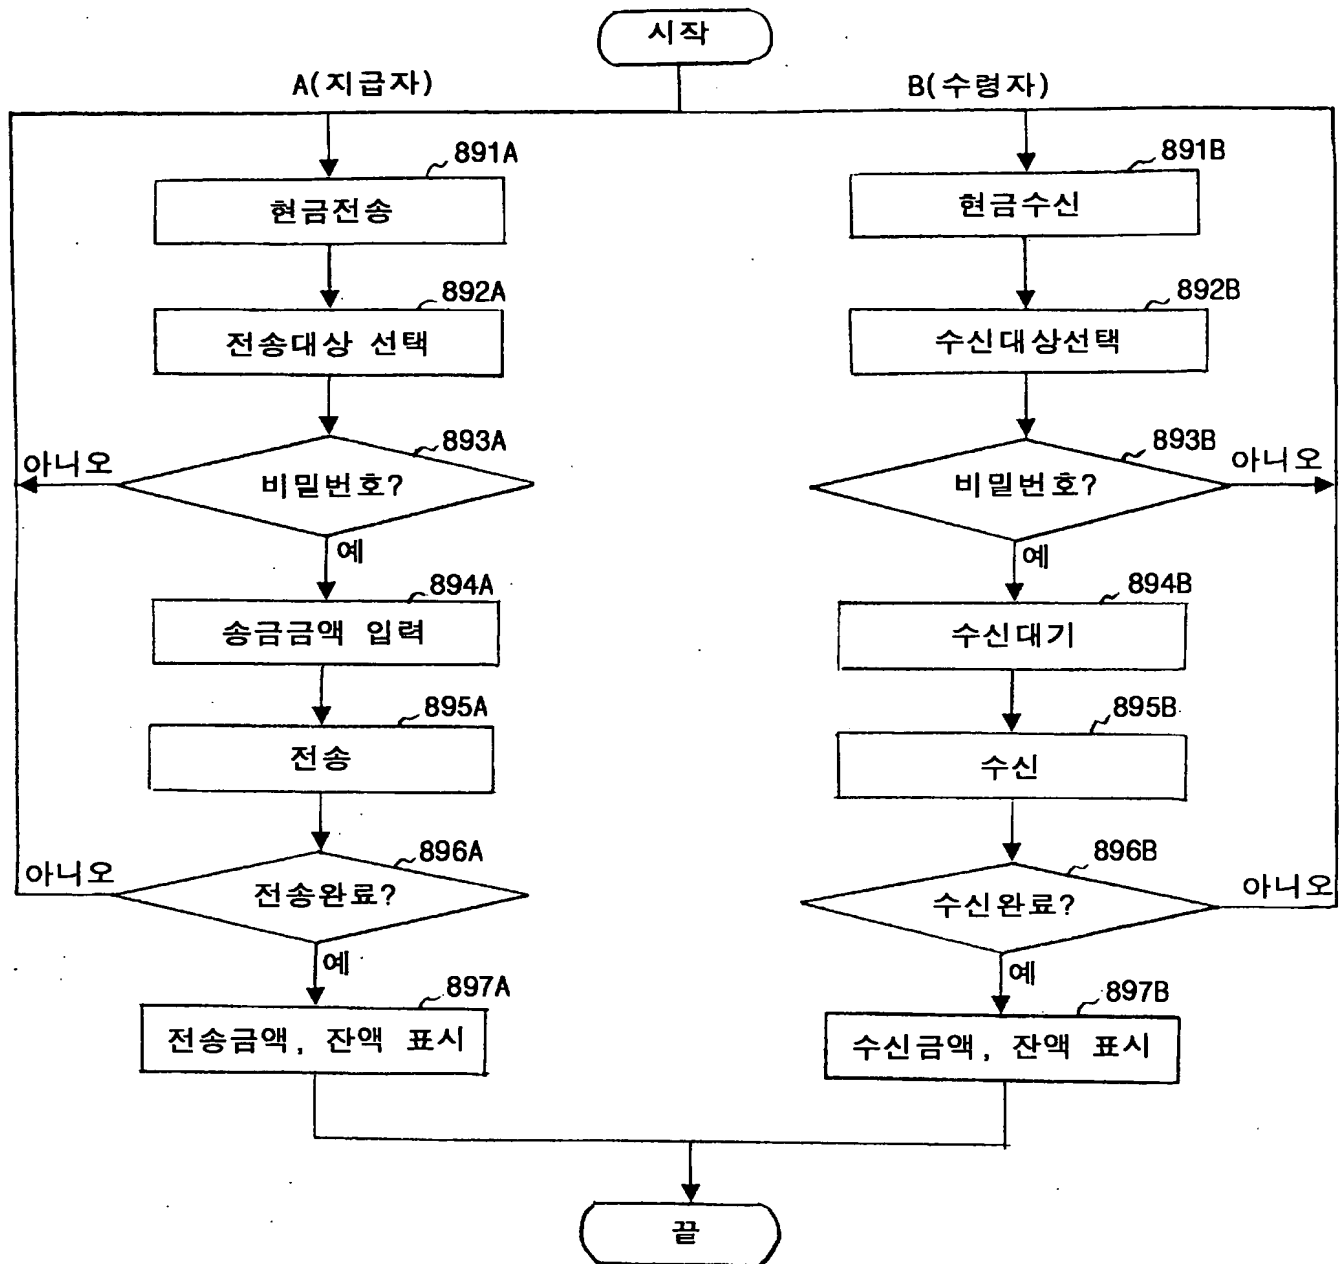 시작
A(지급자)
B(수령자)
891A
현금전송
891B
현금수신
892A
전송대상 선택
892B
수신대상선택
893A
비밀번호?
아니오
예
893B
비밀번호?
아니오
예
894A
송금금액 입력
894B
수신대기
895A
전송
895B
수신
896A
전송완료?
아니오
예
896B
수신완료?
아니오
예
897A
전송금액, 잔액 표시
897B
수신금액, 잔액 표시
끝